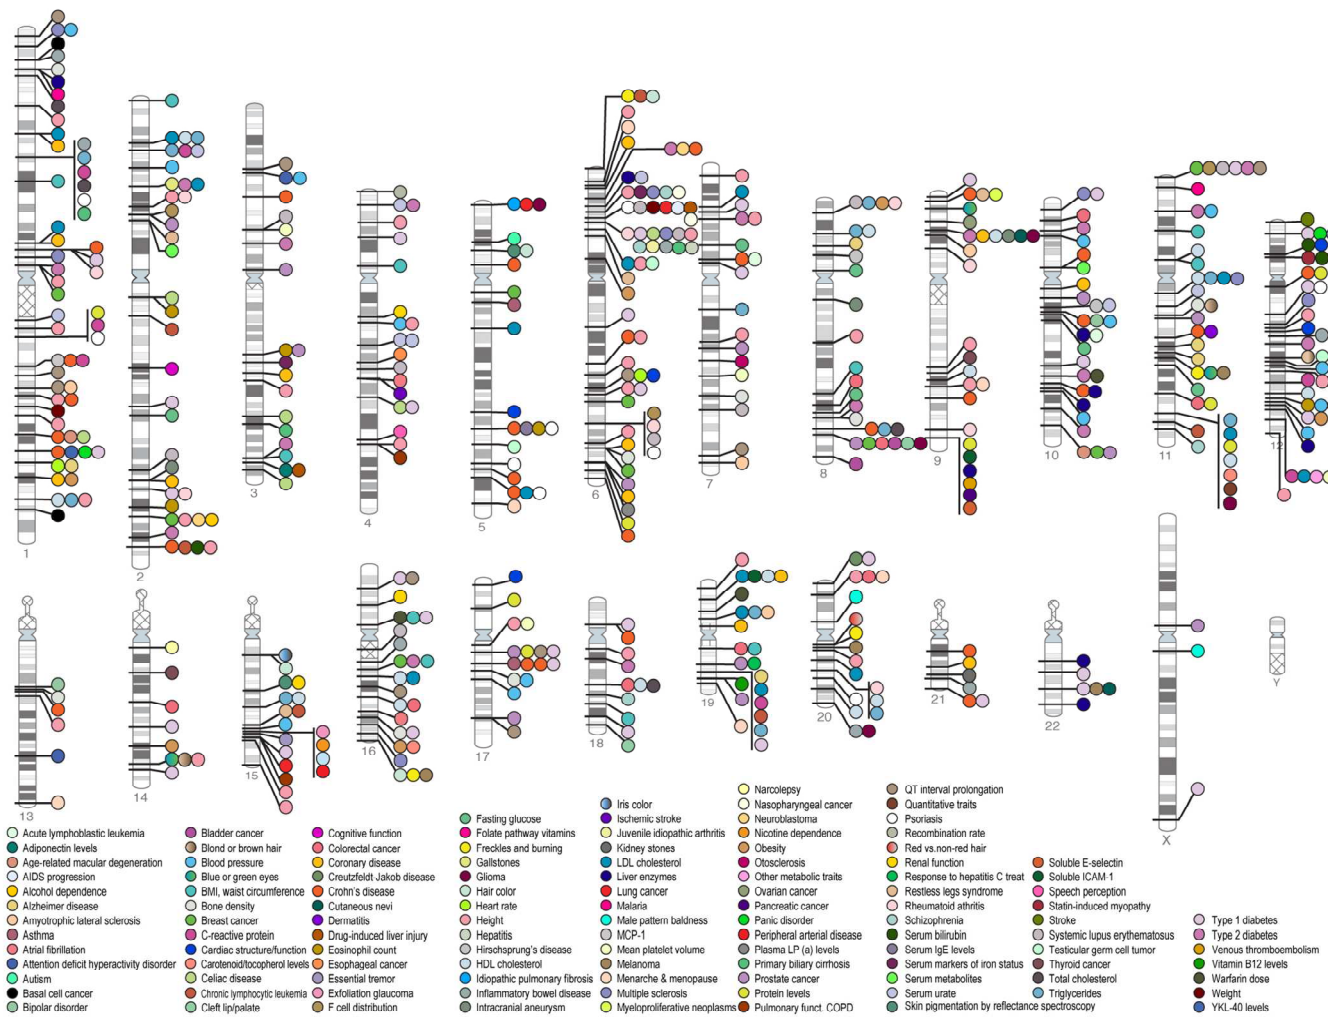 1
2
3
4
5
6
7
8
9
10
11
12
13
14
15
16
17
18
19
20
21
22
X
Y
Acute lymphoblastic leukemia
Adiponectin levels
Age-related macular degeneration
AIDS progression
Alcohol dependence
Alzheimer disease
Amyotrophic lateral sclerosis
Asthma
Atrial fibrillation
Attention deficit hyperactivity disorder
Autism
Basal cell cancer
Bipolar disorder
Bladder cancer
Blond or brown hair
Blood pressure
Blue or green eyes
BMI, waist circumference
Bone density
Breast cancer
C-reactive protein
Cardiac structure/function
Carotenoid/tocopherol levels
Celiac disease
Chronic lymphocytic leukemia
Cleft lip/palate
Cognitive function
Colorectal cancer
Coronary disease
Creutzfeldt Jakob disease
Crohn's disease
Cutaneous nevi
Dermatitis
Drug-induced liver injury
Eosinophil count
Esophageal cancer
Essential tremor
Exfoliation glaucoma
F cell distribution
Fasting glucose
Folate pathway vitamins
Freckles and burning
Gallstones
Glioma
Hair color
Heart rate
Height
Hepatitis
Hirschsprung's disease
HDL cholesterol
Idiopathic pulmonary fibrosis
Inflammatory bowel disease
Intracranial aneurysm
Iris color
Ischemic stroke
Juvenile idiopathic arthritis
Kidney stones
LDL cholesterol
Liver enzymes
Lung cancer
Malaria
Male pattern baldness
MCP-1
Mean platelet volume
Melanoma
Menarche & menopause
Multiple sclerosis
Myeloproliferative neoplasms
Narcolepsy
Nasopharyngeal cancer
Neuroblastoma
Nicotine dependence
Obesity
Otosclerosis
Other metabolic traits
Ovarian cancer
Pancreatic cancer
Panic disorder
Peripheral arterial disease
Plasma LP (a) levels
Primary biliary cirrhosis
Prostate cancer
Protein levels
Pulmonary funct. COPD
QT interval prolongation
Quantitative traits
Psoriasis
Recombination rate
Red vs.non-red hair
Renal function
Response to hepatitis C treat
Restless legs syndrome
Rheumatoid athritis
Schizophrenia
Serum bilirubin
Serum IgE levels
Serum markers of iron status
Serum metabolites
Serum urate
Skin pigmentation by reflectance spectroscopy
Soluble E-selectin
Soluble ICAM-1
Speech perception
Statin-induced myopathy
Stroke
Systemic lupus erythematosus
Testicular germ cell tumor
Thyroid cancer
Total cholesterol
Triglycerides
Type 1 diabetes
Type 2 diabetes
Venous thromboembolism
Vitamin B12 levels
Warfarin dose
Weight
YKL-40 levels